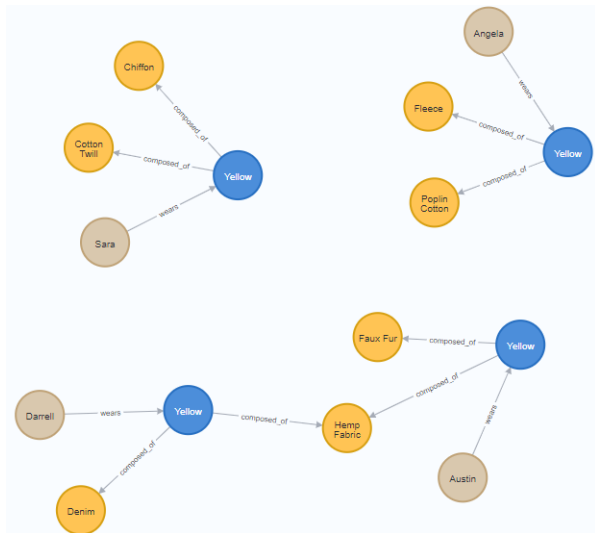 Angela
wears
Chiffon
composed_of
Fleece
composed_of
Yellow
Cotton
Twill
composed_of
Yellow
composed_of
Poplin
Cotton
wears
Sara
Faux Fur
composed_of
Yellow
composed_of
Darrell
wears
Yellow
composed_of
Hemp
Fabric
wears
composed_of
Austin
Denim